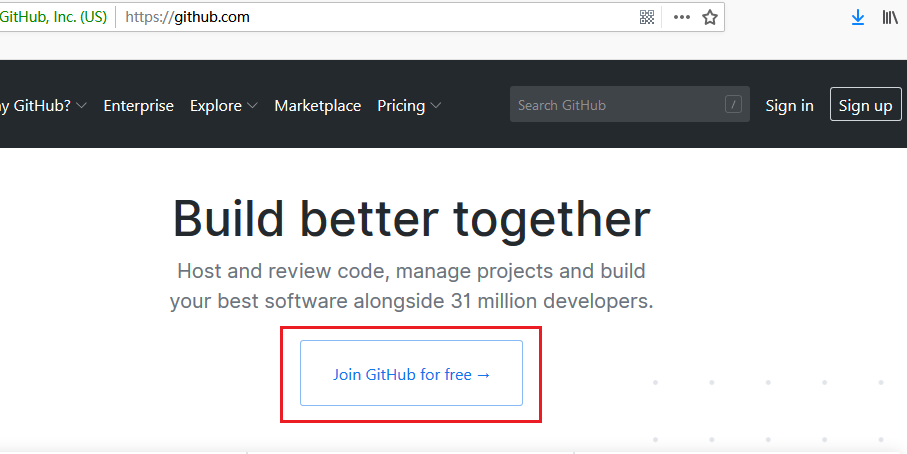 GitHub, Inc. (US) https://github.com
GitHub? Enterprise Explore Marketplace Pricing Search GitHub / Sign in Sign up
Build better together
Host and review code, manage projects and build
your best software alongside 31 million developers.
Join GitHub for free →